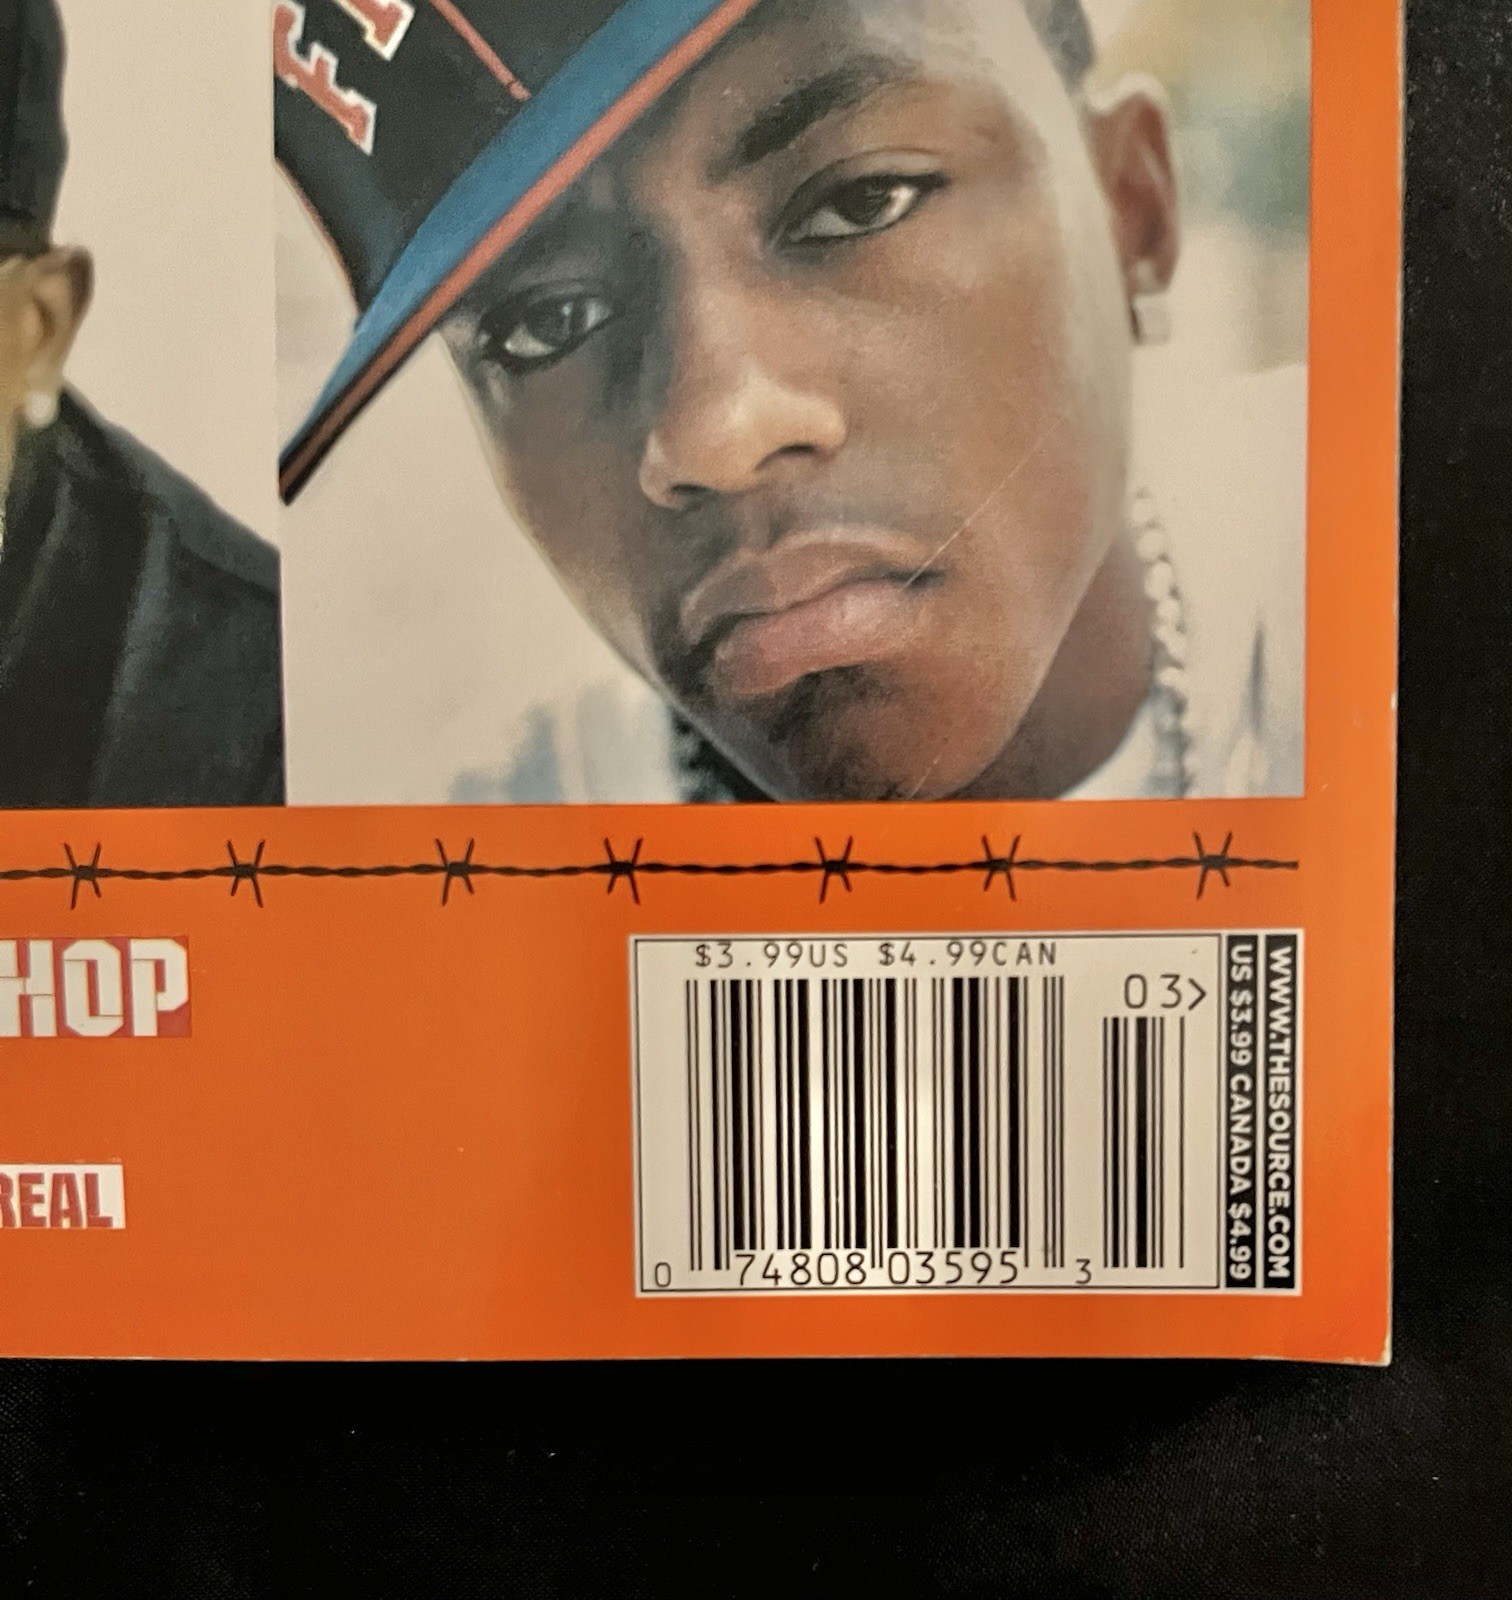 FI
HOP
REAL
$3.99US $4.99CAN
03>
0 74808 03595 3
WWW.THESOURCE.COM
US $3.99 CANADA $4.99